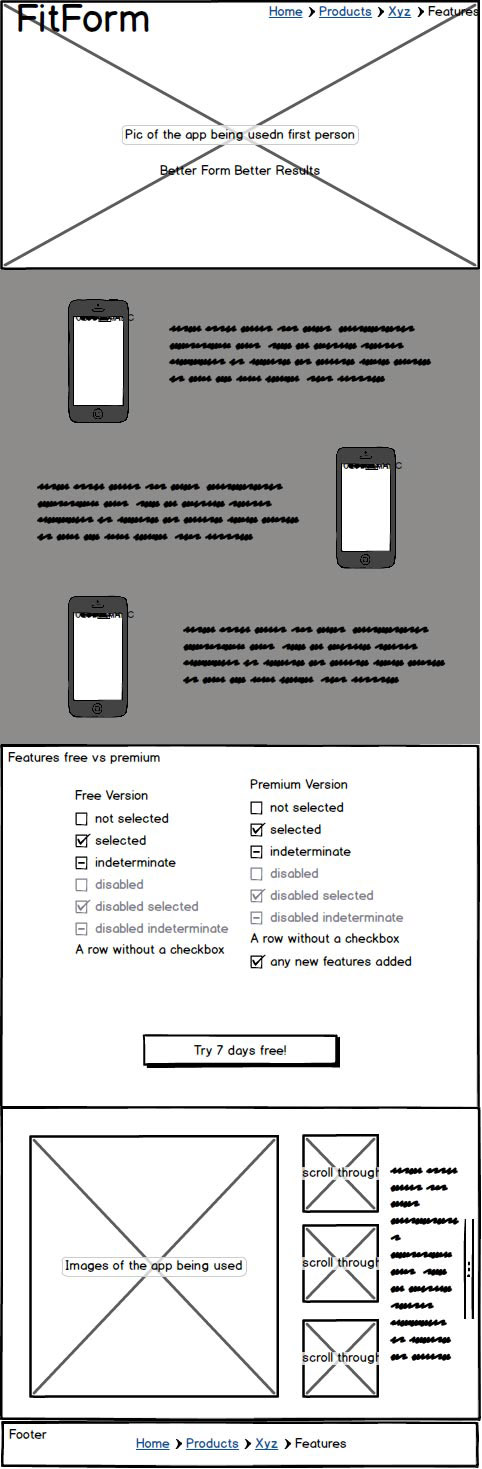 FitForm
Home Products Xyz Features
Pic of the app being usedn first person
Better Form Better Results
Features free vs premium
Free Version
not selected
selected
indeterminate
disabled
disabled selected
disabled indeterminate
A row without a checkbox
Premium Version
not selected
selected
indeterminate
disabled
disabled selected
disabled indeterminate
A row without a checkbox
any new features added
Try 7 days free!
Images of the app being used
scroll through
scroll through
scroll through
Footer
Home Products Xyz Features